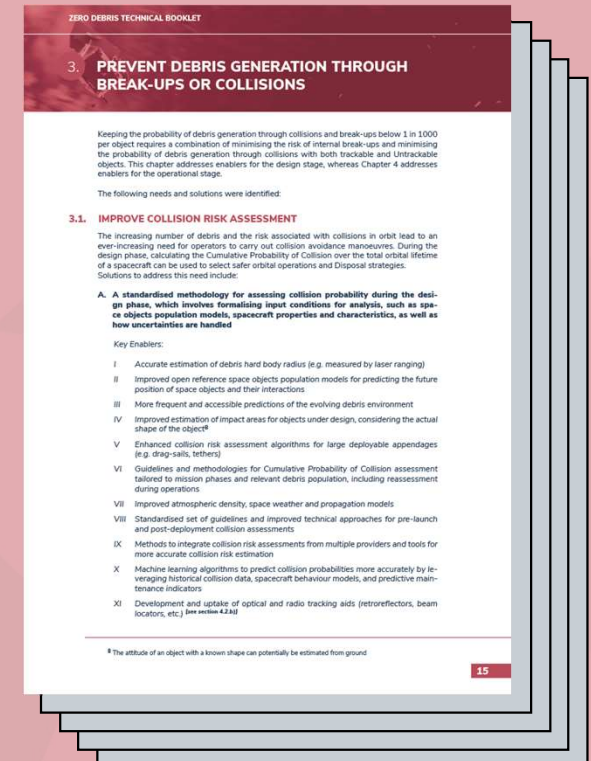 ZERO DEBRIS TECHNICAL BOOKLET
3. PREVENT DEBRIS GENERATION THROUGH
BREAK-UPS OR COLLISIONS
Keeping the probability of debris generation through collisions and break-ups below 1 in 1000
per object requires a combination of minimising the risk of internal break-ups and minimising
the probability of debris generation through collisions with both trackable and Untrackable
objects. This chapter addresses enablers for the design stage, whereas Chapter 4 addresses
enablers for the operational stage.
The following needs and solutions were identified:
3.1. IMPROVE COLLISION RISK ASSESSMENT
The increasing number of debris and the risk associated with collisions in orbit lead to an
ever-increasing need for operators to carry out collision avoidance manoeuvres. During the
design phase, calculating the Cumulative Probability of Collision over the total orbital lifetime
of a spacecraft can be used to select safer orbital operations and Disposal strategies.
Solutions to address this need include:
A. A standardised methodology for assessing collision probability during the desi-
gn phase, which involves formalising input conditions for analysis, such as spa-
ce objects population models, spacecraft properties and characteristics, as well as
how uncertainties are handled
Key Enablers:
I Accurate estimation of debris hard body radius (e.g. measured by laser ranging)
II Improved open reference space objects population models for predicting the future
position of space objects and their interactions
III More frequent and accessible predictions of the evolving debris environment
IV Improved estimation of impact areas for objects under design, considering the actual
shape of the object⁸
V Enhanced collision risk assessment algorithms for large deployable appendages
(e.g. drag-sails, tethers)
VI Guidelines and methodologies for Cumulative Probability of Collision assessment
tailored to mission phases and relevant debris population, including reassessment
during operations
VII Improved atmospheric density, space weather and propagation models
VIII Standardised set of guidelines and improved technical approaches for pre-launch
and post-deployment collision assessments
IX Methods to integrate collision risk assessments from multiple providers and tools for
more accurate collision risk estimation
X Machine learning algorithms to predict collision probabilities more accurately by le-
veraging historical collision data, spacecraft behaviour models, and predictive main-
tenance indicators
XI Development and uptake of optical and radio tracking aids (retroreflectors, beam
locators, etc.) [see section 4.2.b)]
⁸ The attitude of an object with a known shape can potentially be estimated from ground
15